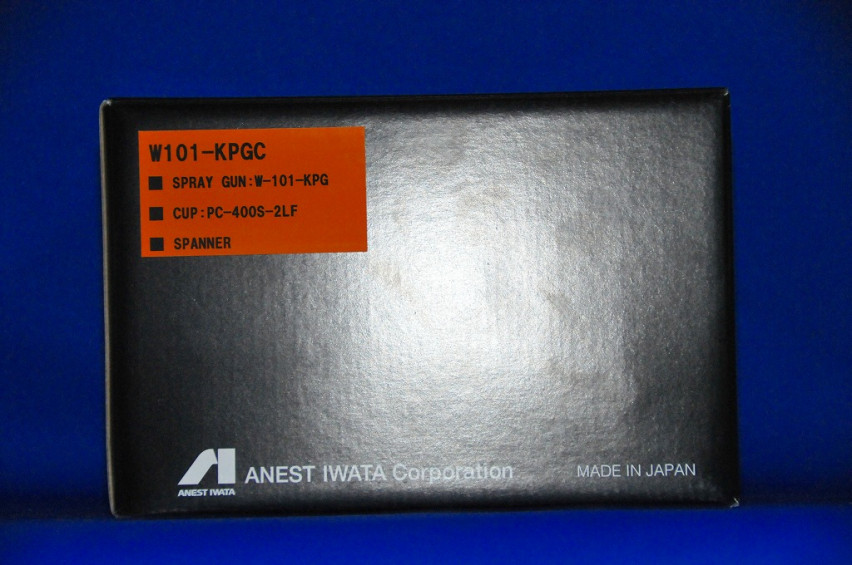 W101-KPGC
■ SPRAY GUN:W-101-KPG
■ CUP:PC-400S-2LF
■ SPANNER
ANEST IWATA
ANEST IWATA Corporation
MADE IN JAPAN